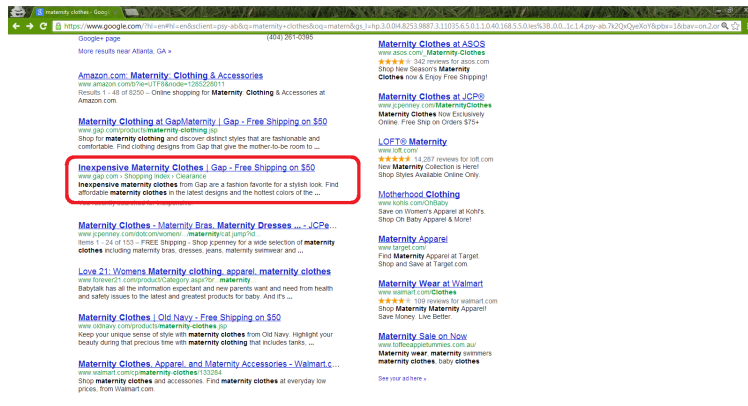 maternity clothes - Google
https://www.google.com/?hl=en#hl=en&sclient=psy-ab&q=maternity+clothes&oq=matern&gs_l=hp.3.0.0l4.8253.9887.3.11035.6.5.0.1.1.0.40.168.5.5.0
Google+ page (404) 261-0395
More results near Atlanta, GA »
Amazon.com: Maternity: Clothing & Accessories
www.amazon.com/b?ie=UTF8&node=1285228011
Results 1 - 48 of 8250 – Online shopping for Maternity: Clothing & Accessories at
Amazon.com.
Maternity Clothing at GapMaternity | Gap - Free Shipping on $50
www.gap.com/products/maternity-clothing.jsp
Shop for maternity clothing and discover distinct styles that are fashionable and
comfortable. Find clothing designs from Gap that give the mother-to-be room to ...
Inexpensive Maternity Clothes | Gap - Free Shipping on $50
www.gap.com › Shopping Index › Clearance
Inexpensive maternity clothes from Gap are a fashion favorite for a stylish look. Find
affordable maternity clothes in the latest designs and the hottest colors of the ...
You recently searched for inexpensive.
Maternity Clothes - Maternity Bras, Maternity Dresses ... - JCPe...
www.jcpenney.com/dotcom/women/.../maternity/cat.jump?id...
Items 1 - 24 of 153 – FREE Shipping - Shop jcpenney for a wide selection of maternity
clothes including maternity bras, dresses, jeans, maternity swimwear and ...
Love 21: Womens Maternity clothing, apparel, maternity clothes
www.forever21.com/product/Category.aspx?br...maternity...
Babytalk has all the information expectant and new parents want and need from health
and safety issues to the latest and greatest products for baby. And it's ...
Maternity Clothes | Old Navy - Free Shipping on $50
www.oldnavy.com/products/maternity-clothes.jsp
Keep your unique sense of style with maternity clothes from Old Navy. Highlight your
beauty during that precious time with maternity clothing that includes tanks, ...
Maternity Clothes, Apparel, and Maternity Accessories - Walmart.c...
www.walmart.com/cp/maternity-clothes/133284
Shop maternity clothes and accessories. Find maternity clothes at everyday low
prices, from Walmart.com.
Maternity Clothes at ASOS
www.asos.com/_Maternity-Clothes
342 reviews for asos.com
Shop New Season's Maternity
Clothes now & Enjoy Free Shipping!
Maternity Clothes at JCP®
www.jcpenney.com/MaternityClothes
Maternity Clothes Now Exclusively
Online. Free Ship on Orders $75+
LOFT® Maternity
www.loft.com/
14,267 reviews for loft.com
New Maternity Collection is Here!
Shop Styles Available Online Only.
Motherhood Clothing
www.kohls.com/OhBaby
Save on Women's Apparel at Kohl's.
Shop Oh Baby Apparel & More!
Maternity Apparel
www.target.com/
Find Maternity Apparel at Target.
Shop and Save at Target.com.
Maternity Wear at Walmart
www.walmart.com/Clothes
109 reviews for walmart.com
Shop Maternity Maternity Apparel!
Save Money. Live Better.
Maternity Sale on Now
www.toffeeappletummies.com.au/
Maternity wear, maternity swimmers
maternity clothes, baby clothes
See your ad here »